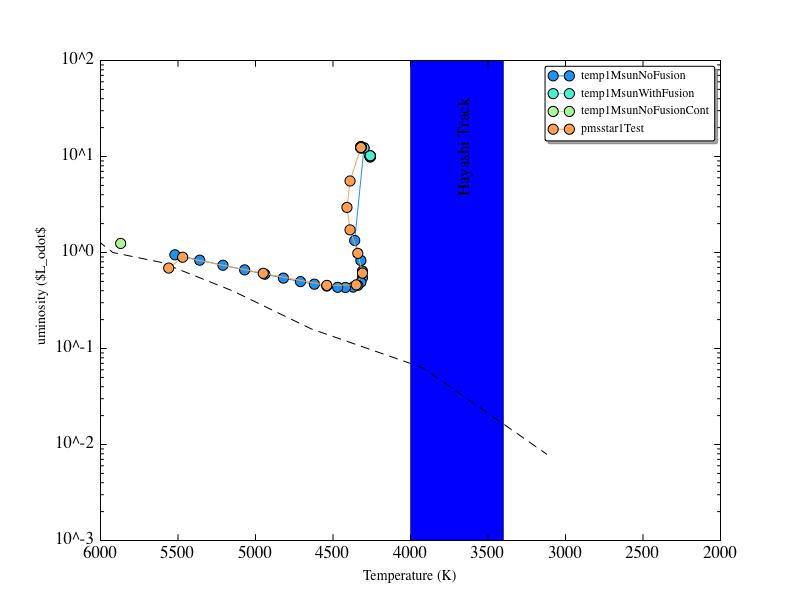 10^2
10^1
10^0
10^-1
10^-2
10^-3
uminosity ($L_odot$
6000 5500 5000 4500 4000 3500 3000 2500 2000
Temperature (K)
Hayashi Track
temp1MsunNoFusion
temp1MsunWithFusion
temp1MsunNoFusionCont
pmsstar1Test